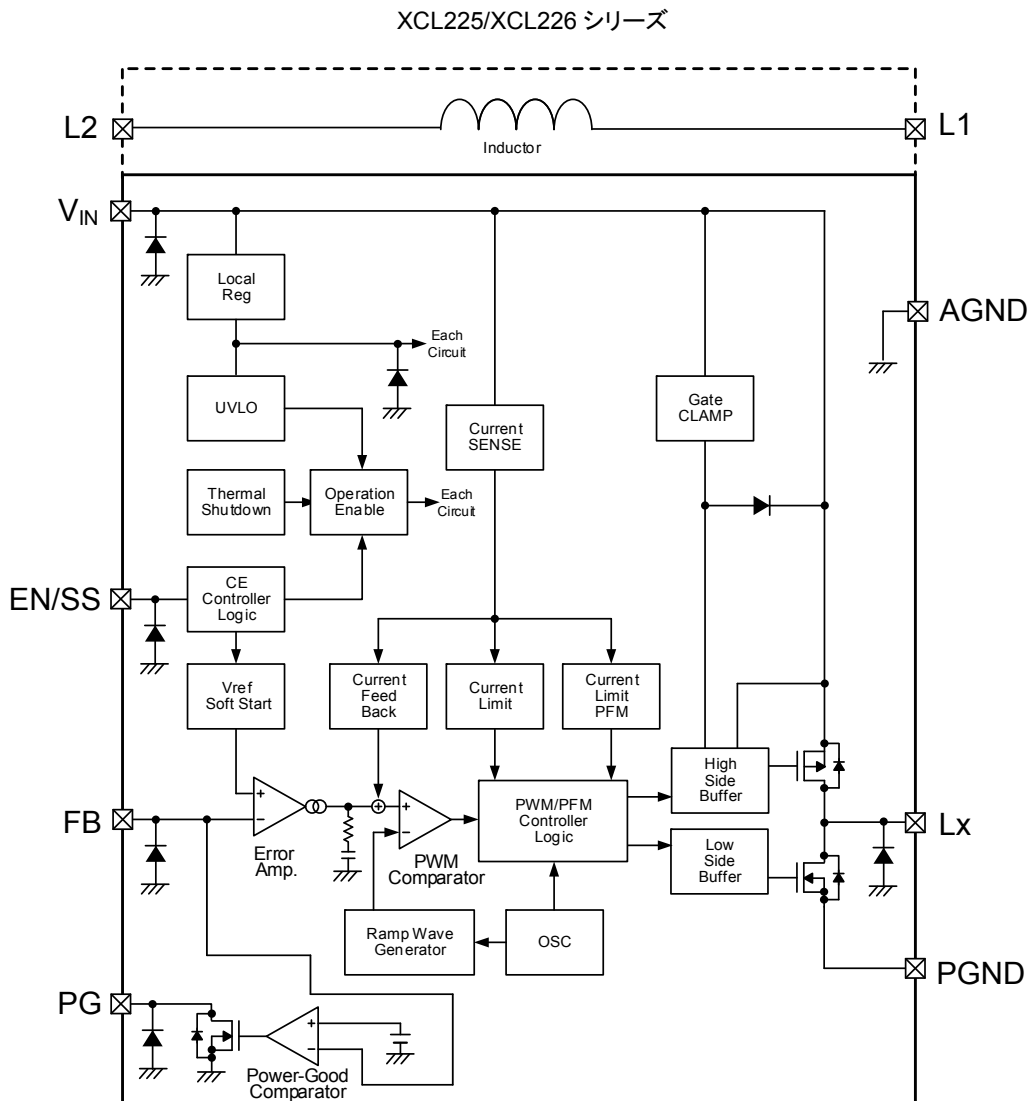 XCL225/XCL226 シリーズ
L2
L1
Inductor
VIN
Local
Reg
AGND
Each
Circuit
UVLO
Current
SENSE
Gate
CLAMP
Thermal
Shutdown
Operation
Enable
Each
Circuit
EN/SS
CE
Controller
Logic
Vref
Soft Start
Current
Feed
Back
Current
Limit
Current
Limit
PFM
High
Side
Buffer
PWM/PFM
Controller
Logic
FB
+
−
+
+
−
Lx
Error
Amp.
PWM
Comparator
Low
Side
Buffer
Ramp Wave
Generator
OSC
PGND
PG
+
−
Power-Good
Comparator